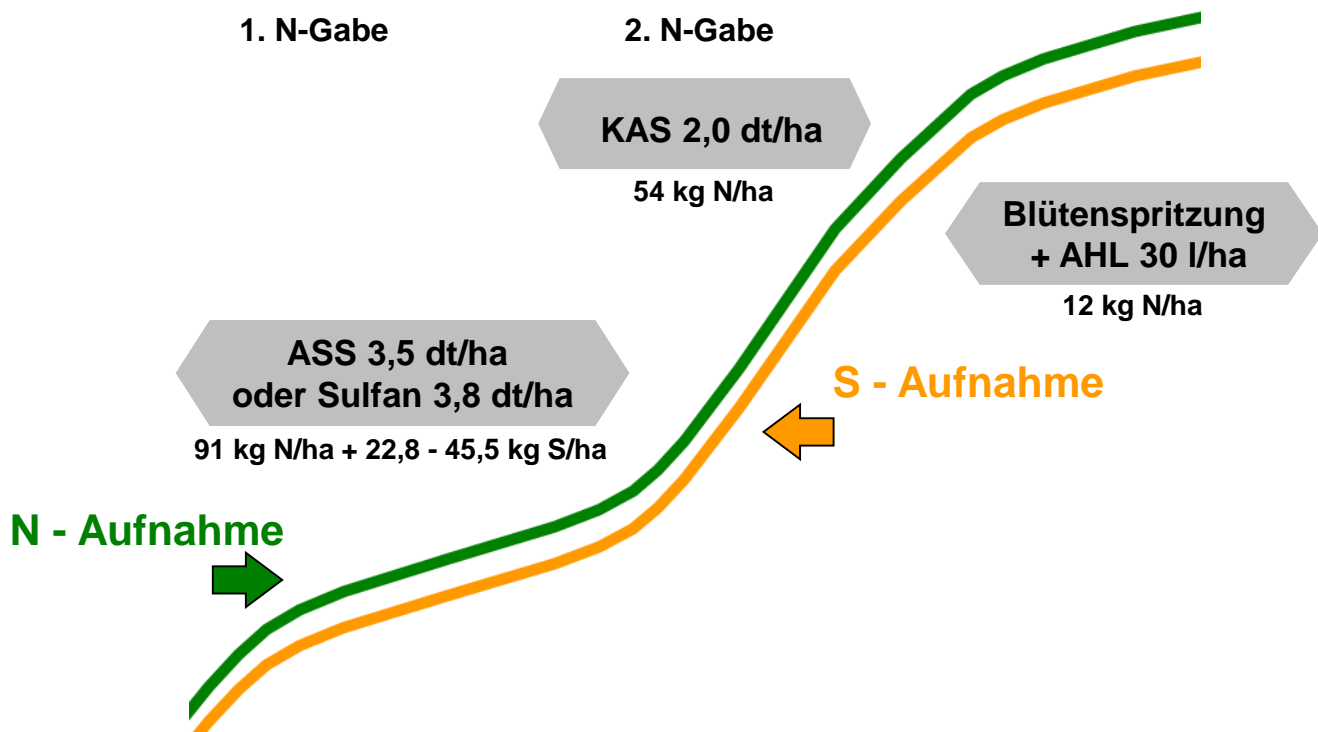 1. N-Gabe
2. N-Gabe
KAS 2,0 dt/ha
54 kg N/ha
Blütenspritzung
+ AHL 30 l/ha
12 kg N/ha
ASS 3,5 dt/ha
oder Sulfan 3,8 dt/ha
91 kg N/ha + 22,8 - 45,5 kg S/ha
S - Aufnahme
N - Aufnahme